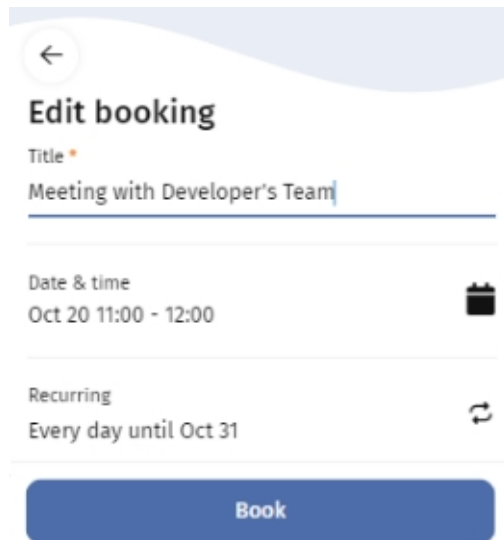 Edit booking
Title *
Meeting with Developer's Team
Date & time
Oct 20 11:00 - 12:00
Recurring
Every day until Oct 31
Book